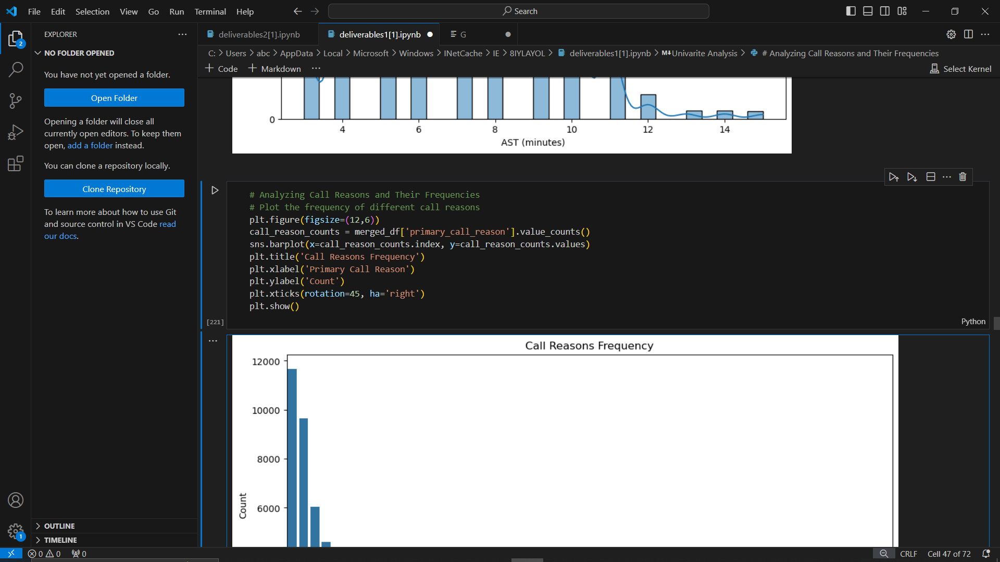 File Edit Selection View Go Run Terminal Help
Search
EXPLORER
NO FOLDER OPENED
You have not yet opened a folder.
Open Folder
Opening a folder will close all
currently open editors. To keep them
open, add a folder instead.
You can clone a repository locally.
Clone Repository
To learn more about how to use Git
and source control in VS Code read
our docs.
OUTLINE
TIMELINE
2
1
deliverables2[1].ipynb
deliverables1[1].ipynb
G
C: > Users > abc > AppData > Local > Microsoft > Windows > INetCache > IE > 8IYLAYOL > deliverables1[1].ipynb > M Univarite Analysis > # Analyzing Call Reasons and Their Frequencies
+ Code + Markdown ...
Select Kernel
0
4 6 8 10 12 14
AST (minutes)
# Analyzing Call Reasons and Their Frequencies
# Plot the frequency of different call reasons
plt.figure(figsize=(12,6))
call_reason_counts = merged_df['primary_call_reason'].value_counts()
sns.barplot(x=call_reason_counts.index, y=call_reason_counts.values)
plt.title('Call Reasons Frequency')
plt.xlabel('Primary Call Reason')
plt.ylabel('Count')
plt.xticks(rotation=45, ha='right')
plt.show()
[221]
Python
Call Reasons Frequency
12000
10000
8000
6000
Count
0 0 0
CRLF Cell 47 of 72